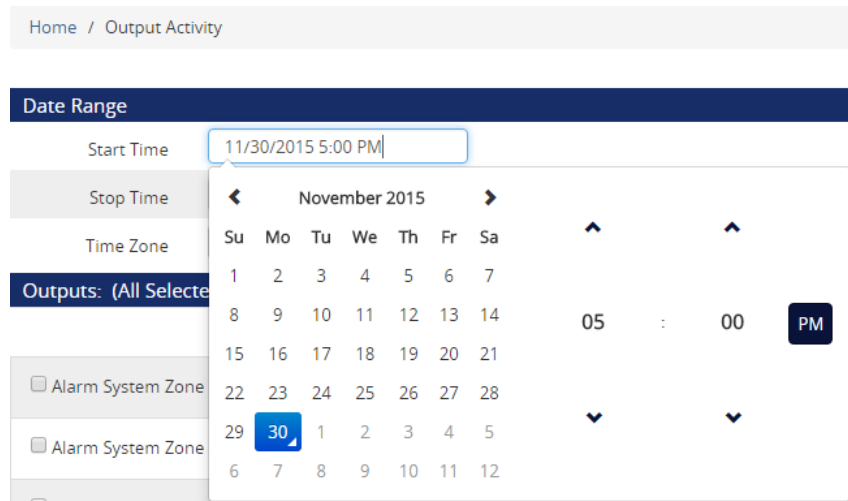 Home / Output Activity
Date Range
Start Time 11/30/2015 5:00 PM
Stop Time
Time Zone
November 2015
Su Mo Tu We Th Fr Sa
1 2 3 4 5 6 7
8 9 10 11 12 13 14
15 16 17 18 19 20 21
22 23 24 25 26 27 28
29 30 1 2 3 4 5
6 7 8 9 10 11 12
05 : 00 PM
Outputs: (All Selecte
Alarm System Zone
Alarm System Zone